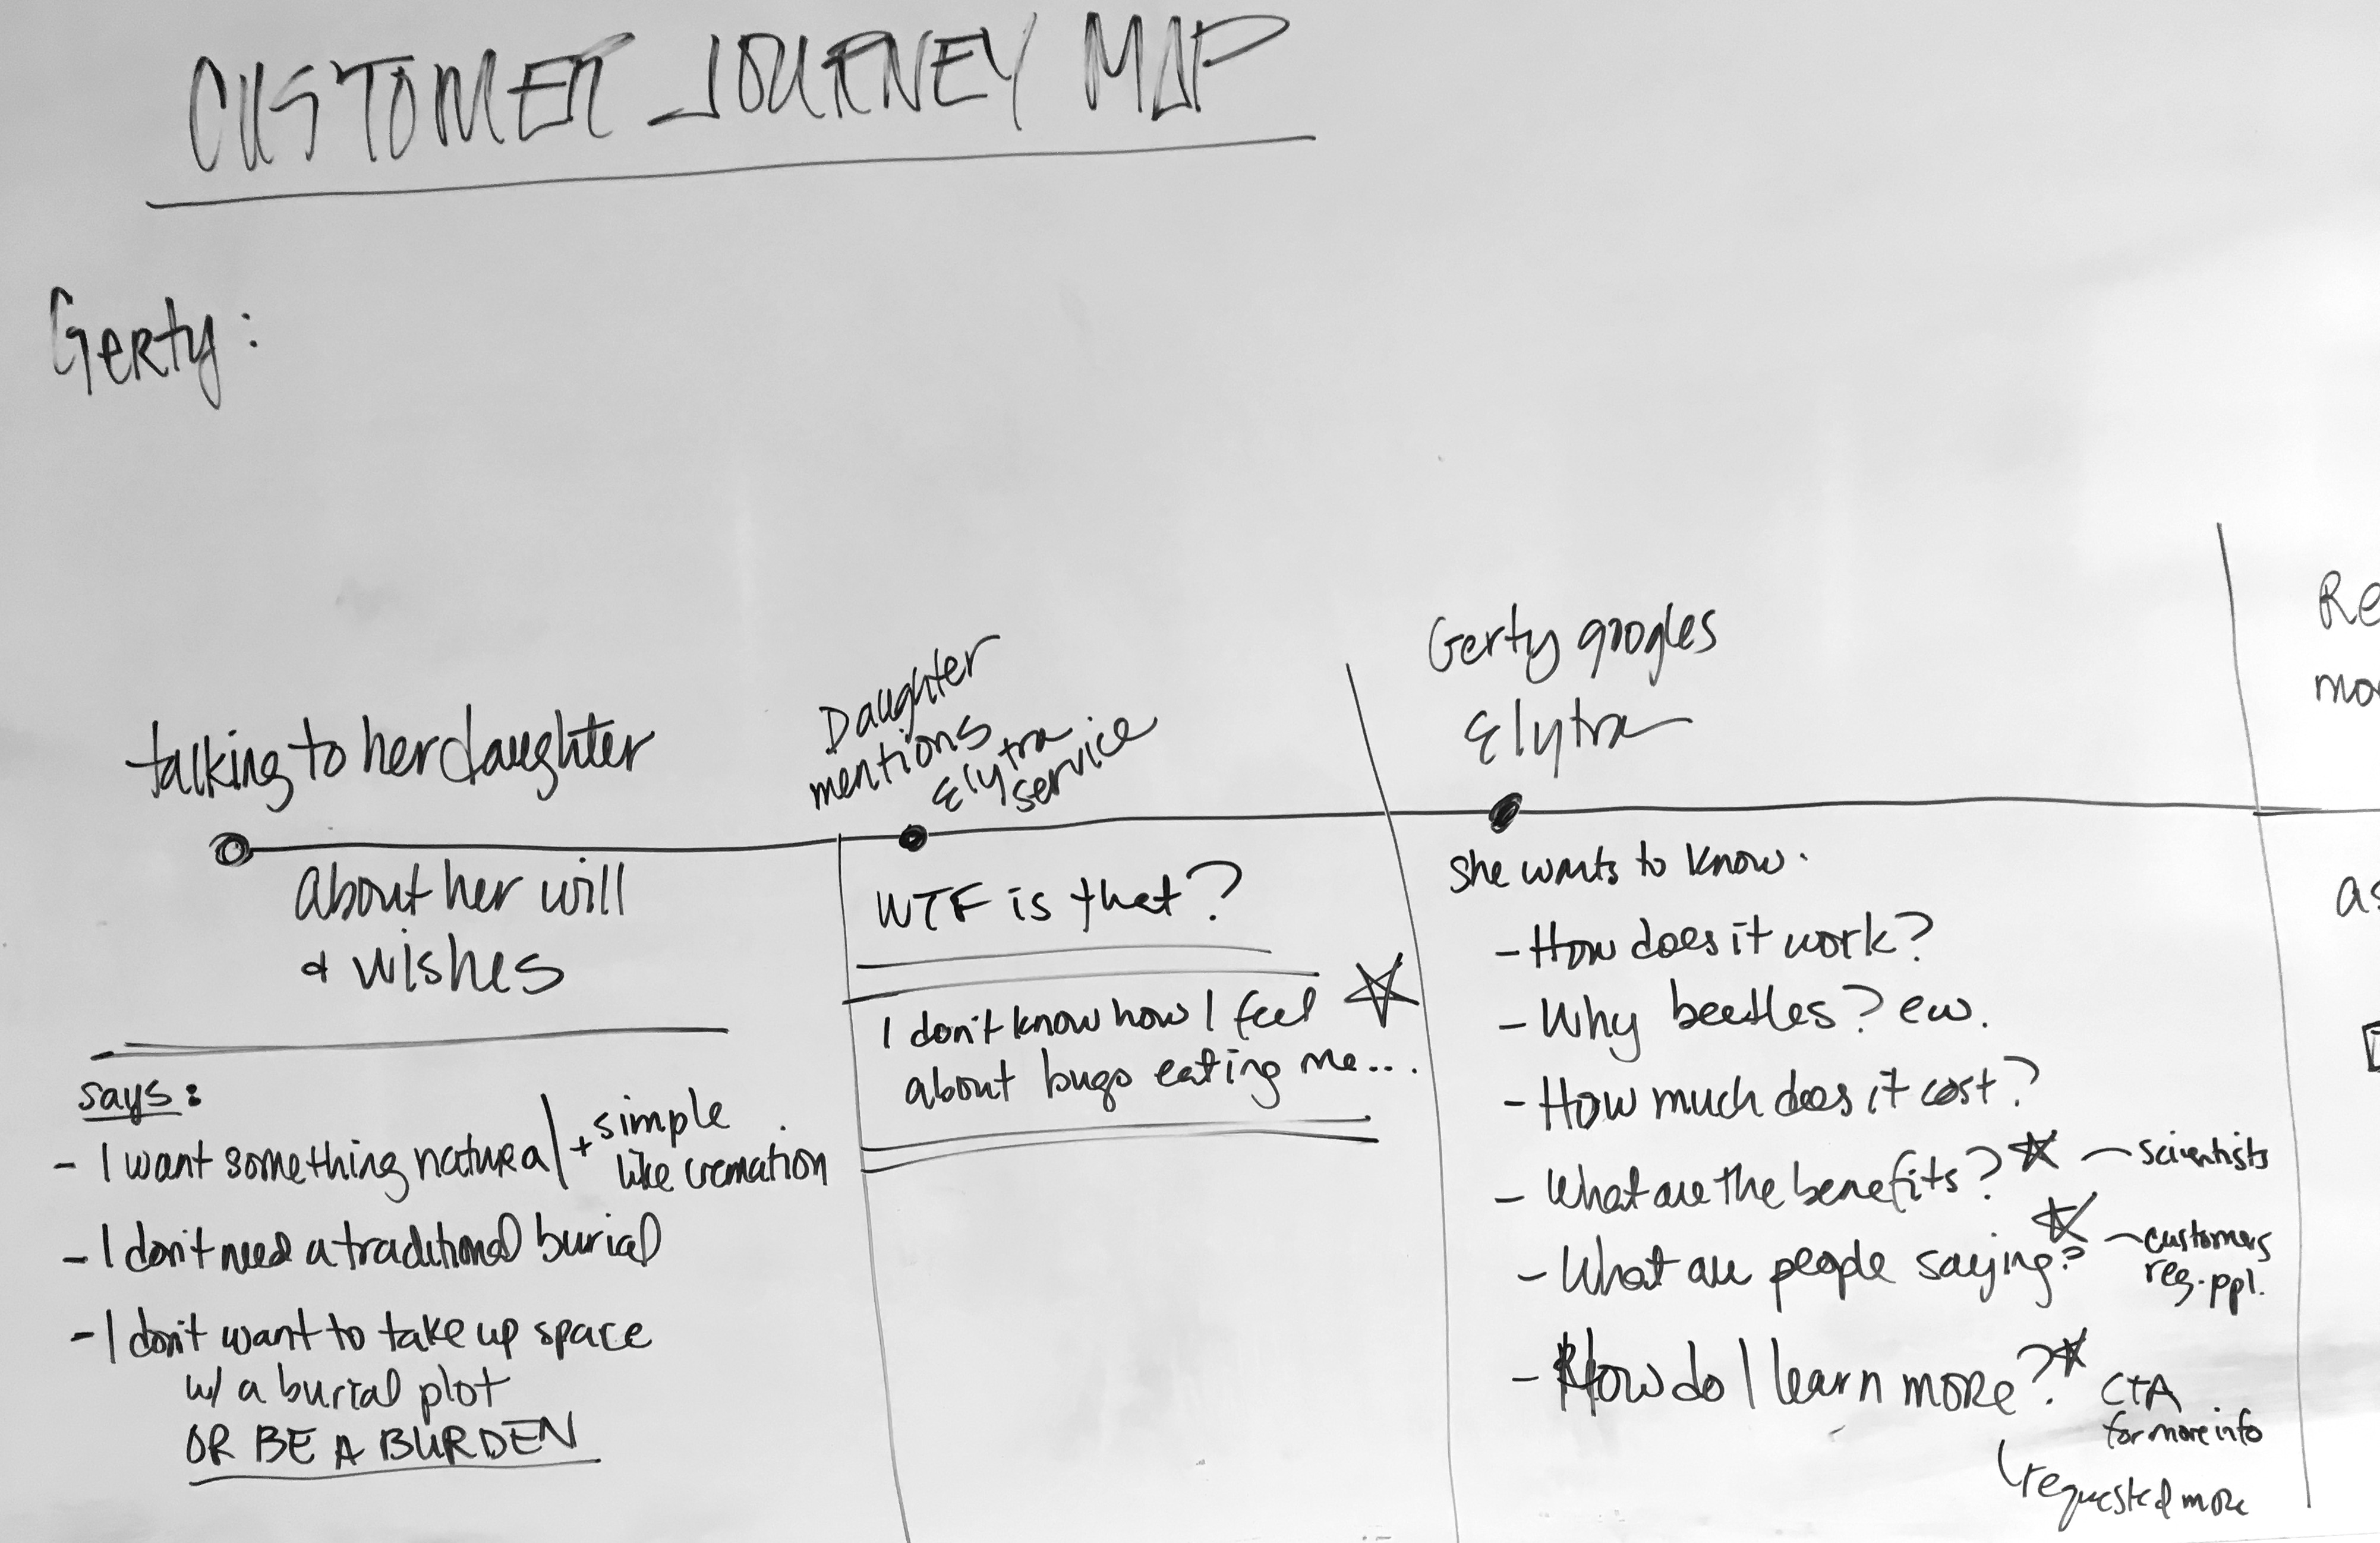 CUSTOMER JOURNEY MAP
Gerty:
talking to her daughter
about her will
& wishes
says:
- I want something natural + simple
like cremation
- I don't need a traditional burial
- I don't want to take up space
w/ a burial plot
OR BE A BURDEN
Daughter
mentions
Elytra
service
WTF is that?
I don't know how I feel
about bugs eating me...
Gerty googles
Elytra
She wants to know.
- How does it work?
- Why beetles? ew.
- How much does it cost?
- What are the benefits? - scientists
- What are people saying? - customers
reg. ppl.
- How do I learn more? CTA
for more info
requested more
Re
mo
as